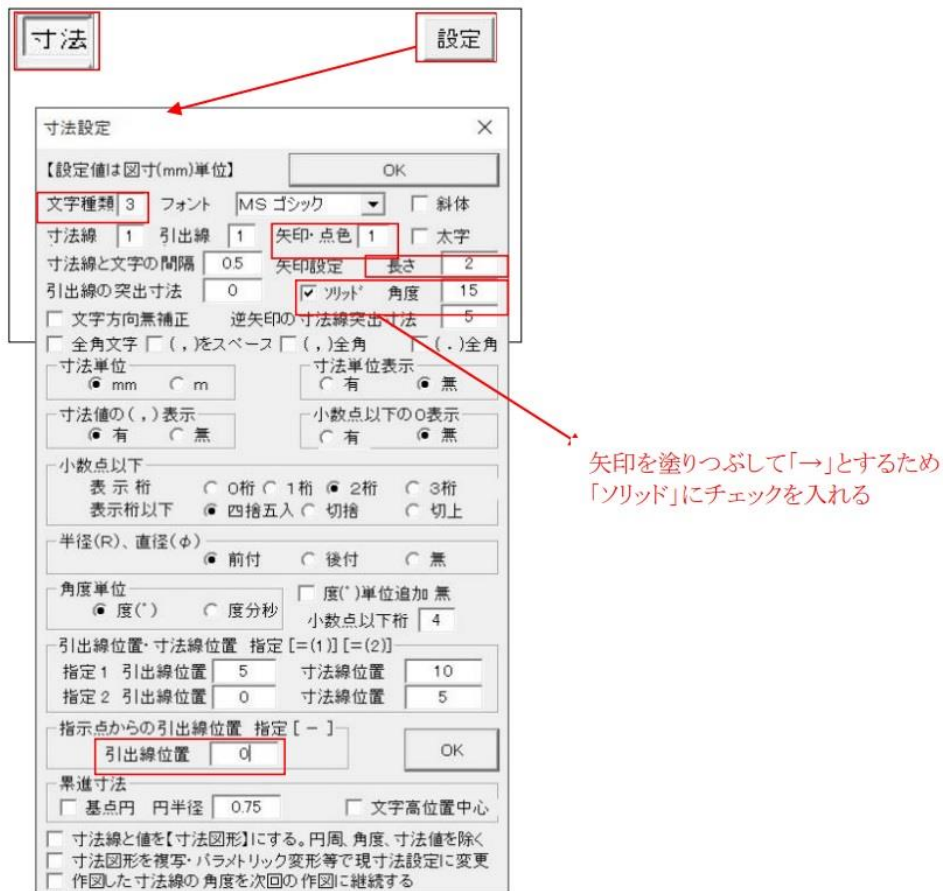 寸法 設定
寸法設定 ×
【設定値は図寸(mm)単位】 OK
文字種類 3 フォント MS ゴシック 斜体
寸法線 1 引出線 1 矢印・点色 1 太字
寸法線と文字の間隔 0.5 矢印設定 長さ 2
引出線の突出寸法 0 ソリッド 角度 15
文字方向無補正 逆矢印の寸法線突出寸法 5
全角文字 (,)をスペース (,)全角 (.)全角
寸法単位 寸法単位表示
mm m 有 無
寸法値の(,)表示 小数点以下の0表示
有 無 有 無
矢印を塗りつぶして「→」とするため
「ソリッド」にチェックを入れる
小数点以下
表示桁 0桁 1桁 2桁 3桁
表示桁以下 四捨五入 切捨 切上
半径(R)、直径(φ)
前付 後付 無
角度単位 度(°)単位追加 無
度(°) 度分秒 小数点以下桁 4
引出線位置・寸法線位置 指定 [=(1)] [=(2)]
指定1 引出線位置 5 寸法線位置 10
指定2 引出線位置 0 寸法線位置 5
指示点からの引出線位置 指定 [ - ]
引出線位置 0 OK
累進寸法
基点円 円半径 0.75 文字高位置中心
寸法線と値を【寸法図形】にする。円周、角度、寸法値を除く
寸法図形を複写・パラメトリック変形等で現寸法設定に変更
作図した寸法線の角度を次回の作図に継続する